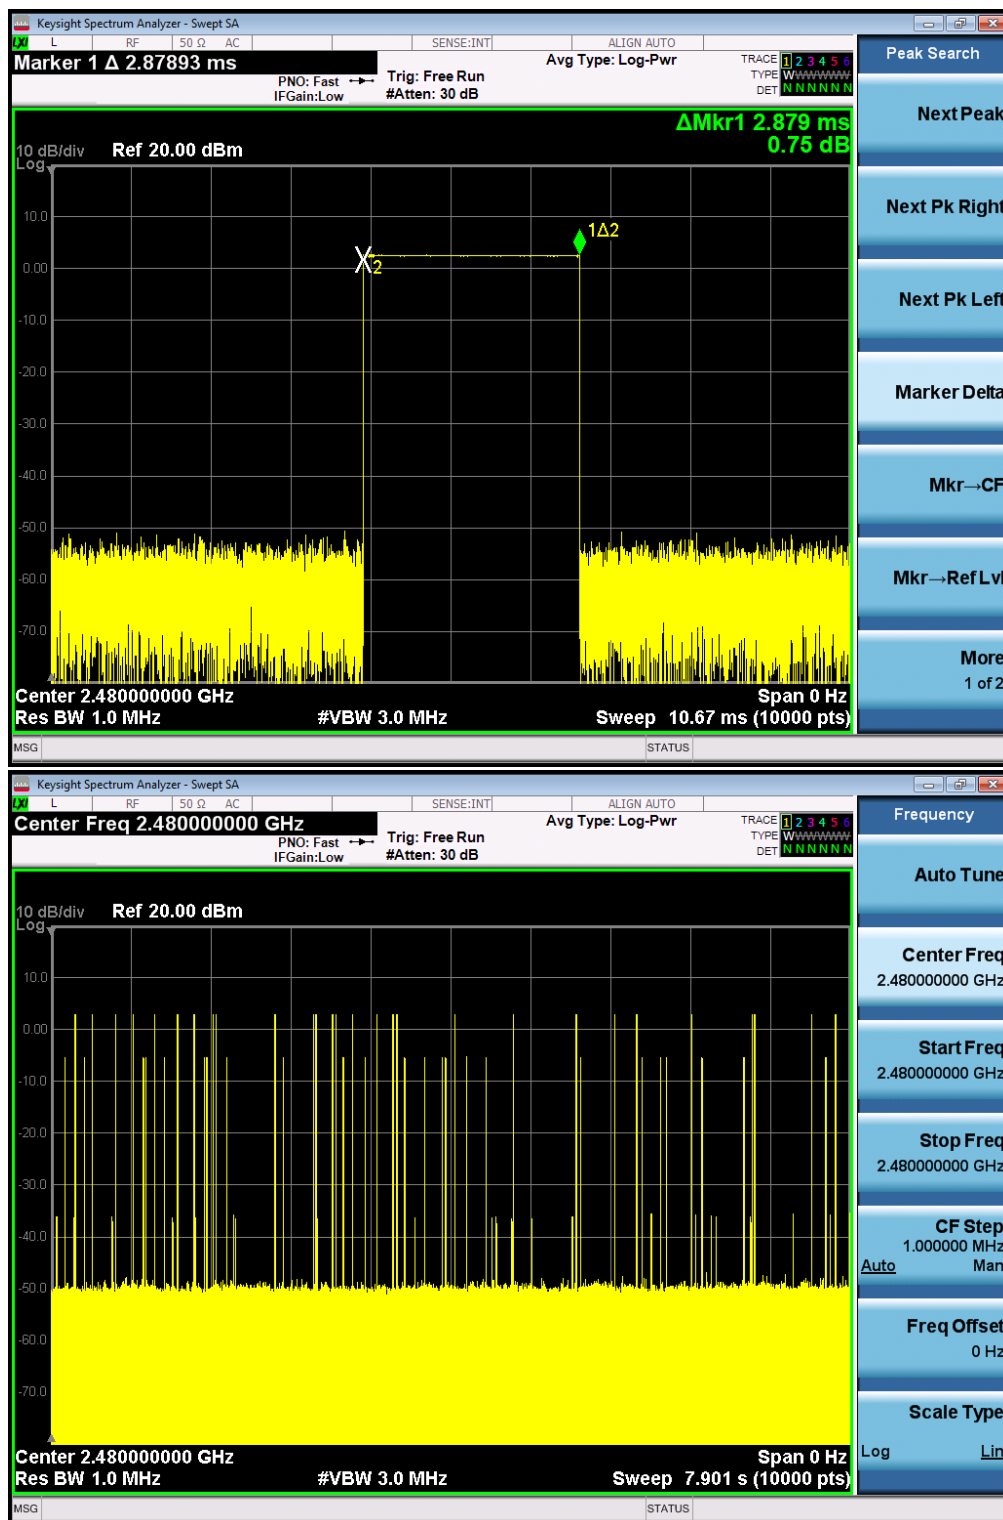 Keysight Spectrum Analyzer - Swept SA
LXI L RF 50 Ω AC SENSE:INT ALIGN AUTO
Marker 1 Δ 2.87893 ms
PNO: Fast
IFGain:Low
Trig: Free Run
#Atten: 30 dB
Avg Type: Log-Pwr
TRACE 1 2 3 4 5 6
TYPE W W W W W W
DET N N N N N N
ΔMkr1 2.879 ms
0.75 dB
10 dB/div Ref 20.00 dBm
Log
10.0
1Δ2
2
0.00
-10.0
-20.0
-30.0
-40.0
-50.0
-60.0
-70.0
Center 2.480000000 GHz Span 0 Hz
Res BW 1.0 MHz #VBW 3.0 MHz Sweep 10.67 ms (10000 pts)
MSG STATUS
Peak Search
Next Peak
Next Pk Right
Next Pk Left
Marker Delta
Mkr→CF
Mkr→Ref Lvl
More
1 of 2
Keysight Spectrum Analyzer - Swept SA
LXI L RF 50 Ω AC SENSE:INT ALIGN AUTO
Center Freq 2.480000000 GHz
PNO: Fast
IFGain:Low
Trig: Free Run
#Atten: 30 dB
Avg Type: Log-Pwr
TRACE 1 2 3 4 5 6
TYPE W W W W W W
DET N N N N N N
10 dB/div Ref 20.00 dBm
Log
10.0
0.00
-10.0
-20.0
-30.0
-40.0
-50.0
-60.0
-70.0
Center 2.480000000 GHz Span 0 Hz
Res BW 1.0 MHz #VBW 3.0 MHz Sweep 7.901 s (10000 pts)
MSG STATUS
Frequency
Auto Tune
Center Freq
2.480000000 GHz
Start Freq
2.480000000 GHz
Stop Freq
2.480000000 GHz
CF Step
1.000000 MHz
Auto Man
Freq Offset
0 Hz
Scale Type
Log Lin